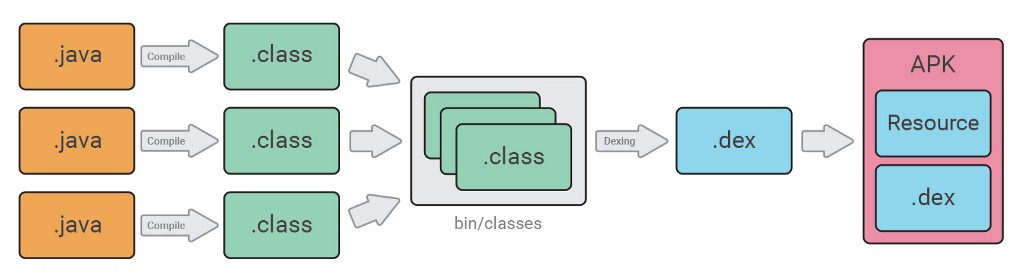 .java
Compile
.class
.java
Compile
.class
.java
Compile
.class
.class
bin/classes
Dexing
.dex
APK
Resource
.dex